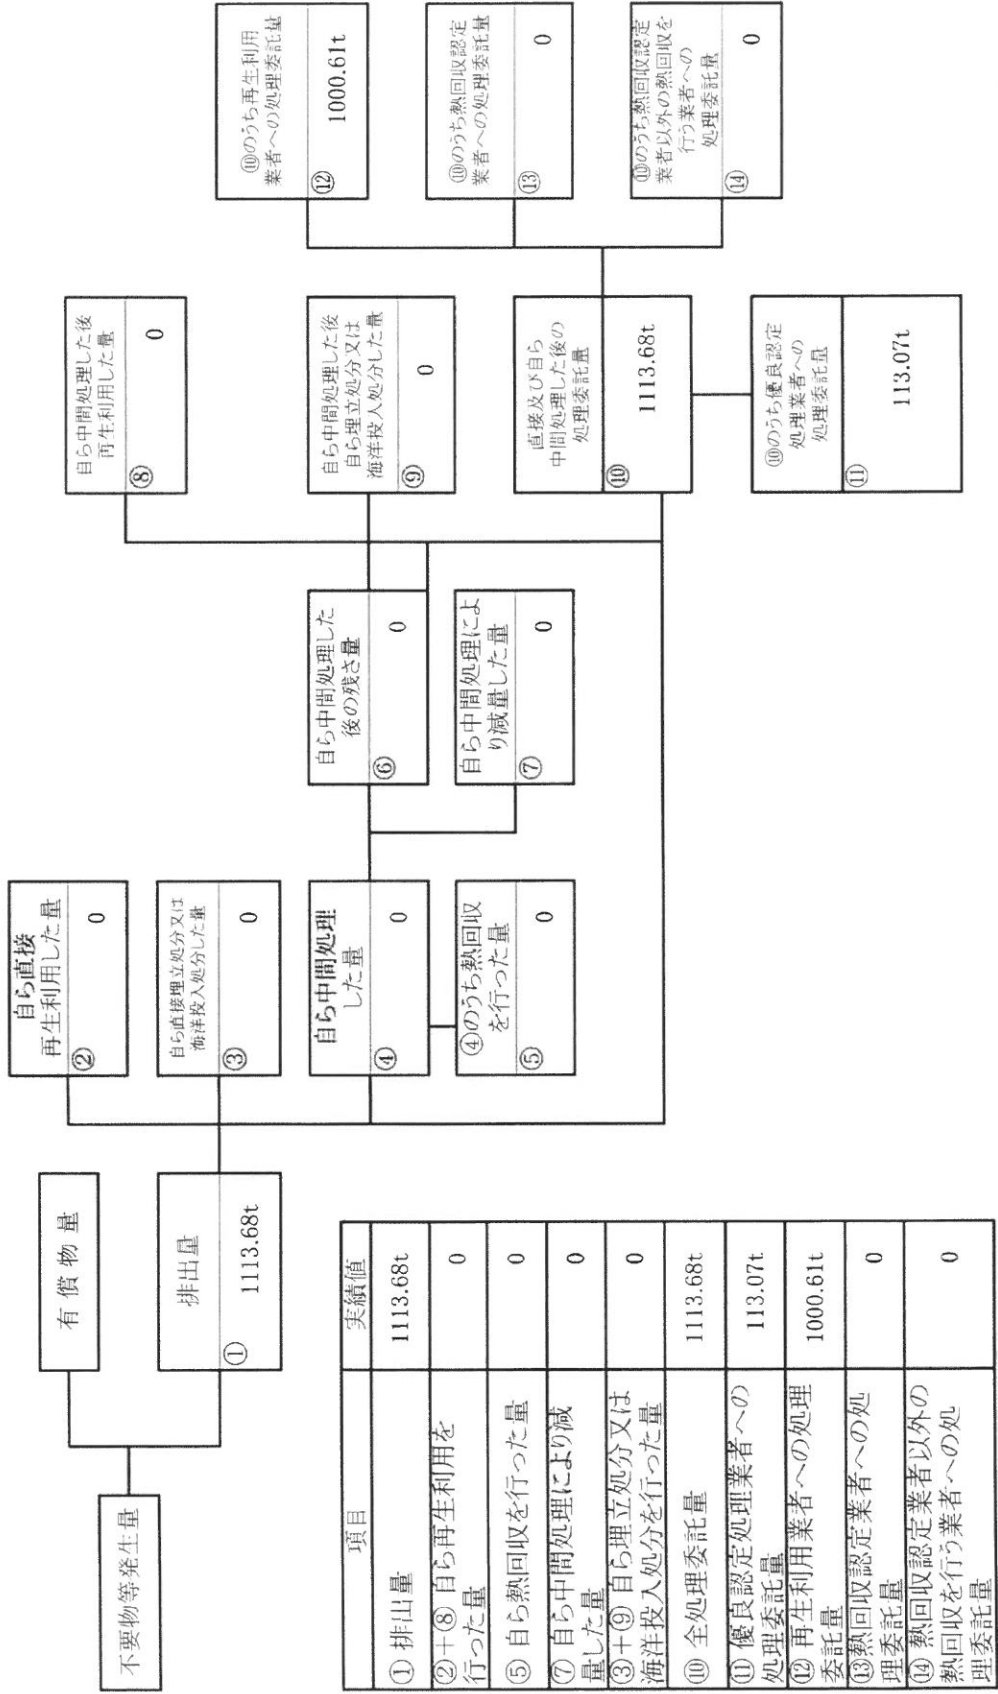 不要物等発生量
有償物量
排出量
①
1113.68t
自ら直接
再生利用した量
②
0
自ら直接埋立処分又は
海洋投入処分した量
③
0
自ら中間処理
した量
④
0
④のうち熱回収
を行った量
⑤
0
自ら中間処理した
後の残さ量
⑥
0
自ら中間処理によ
り減量した量
⑦
0
自ら中間処理した後
再生利用した量
⑧
0
自ら中間処理した後
自ら埋立処分又は
海洋投入処分した量
⑨
0
直接及び自ら
中間処理した後の
処理委託量
⑩
1113.68t
⑩のうち優良認定
処理業者への
処理委託量
⑪
113.07t
⑩のうち再生利用
業者への処理委託量
⑫
1000.61t
⑩のうち熱回収認定
業者への処理委託量
⑬
0
⑩のうち熱回収認定
業者以外の熱回収を
行う業者への
処理委託量
⑭
0
項目 実績値
①排出量 1113.68t
②+⑧ 自ら再生利用を
行った量 0
⑤ 自ら熱回収を行った量 0
⑦ 自ら中間処理により減
量した量 0
③+⑨ 自ら埋立処分又は
海洋投入処分を行った量 0
⑩ 全処理委託量 1113.68t
⑪ 優良認定処理業者への
処理委託量 113.07t
⑫ 再生利用業者への処理
委託量 1000.61t
⑬熱回収認定業者への処
理委託量 0
⑭ 熱回収認定業者以外の
熱回収を行う業者への処
理委託量 0